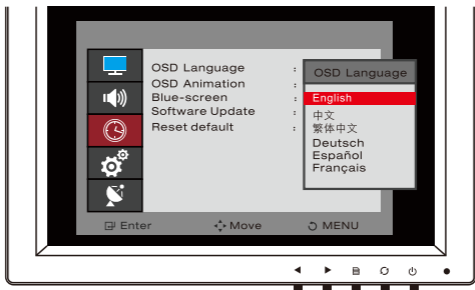 OSD Language :
OSD Animation
Blue-screen :
Software Update :
Reset default :
OSD Language
English
中文
繁体中文
Deutsch
Español
Français
Enter
Move
MENU